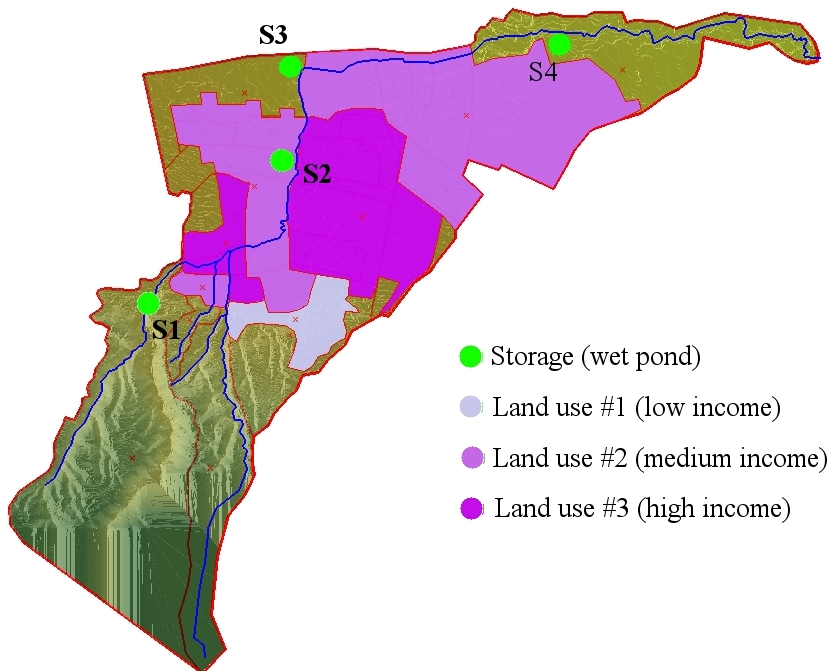 S3
S4
S2
S1
Storage (wet pond)
Land use #1 (low income)
Land use #2 (medium income)
Land use #3 (high income)